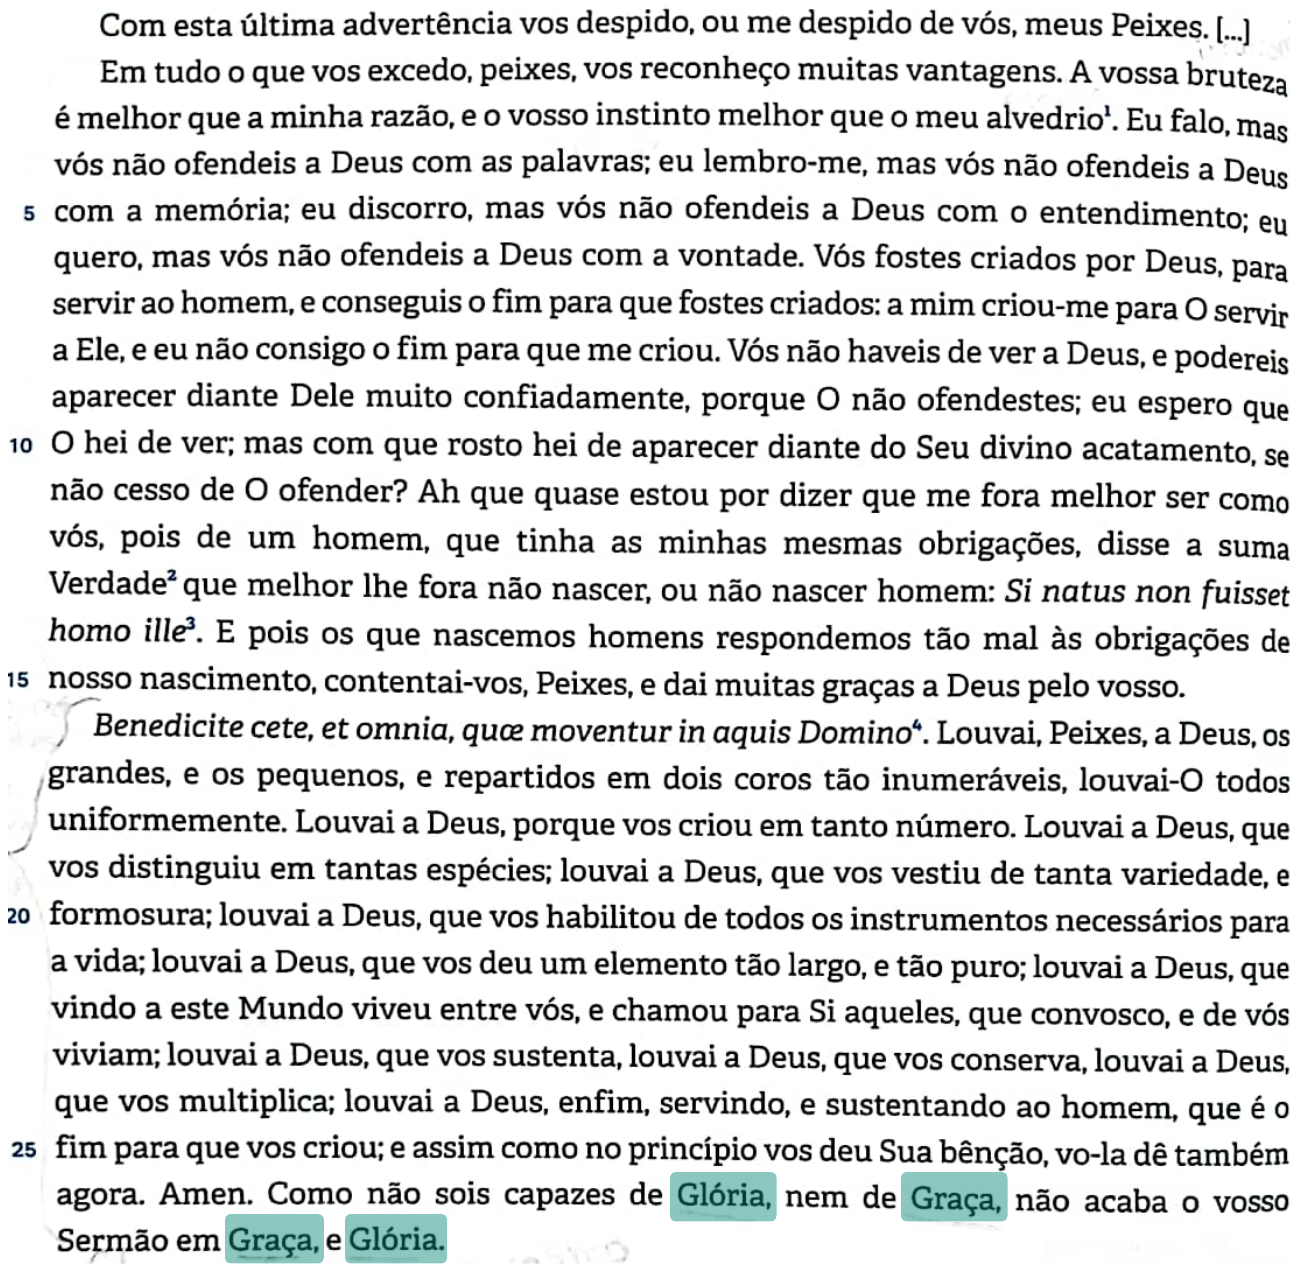 Com esta última advertência vos despido, ou me despido de vós, meus Peixes. [...]
Em tudo o que vos excedo, peixes, vos reconheço muitas vantagens. A vossa bruteza
é melhor que a minha razão, e o vosso instinto melhor que o meu alvedrio¹. Eu falo, mas
vós não ofendeis a Deus com as palavras; eu lembro-me, mas vós não ofendeis a Deus
5 com a memória; eu discorro, mas vós não ofendeis a Deus com o entendimento; eu
quero, mas vós não ofendeis a Deus com a vontade. Vós fostes criados por Deus, para
servir ao homem, e conseguis o fim para que fostes criados: a mim criou-me para O servir
a Ele, e eu não consigo o fim para que me criou. Vós não haveis de ver a Deus, e podereis
aparecer diante Dele muito confiadamente, porque O não ofendestes; eu espero que
10 O hei de ver; mas com que rosto hei de aparecer diante do Seu divino acatamento, se
não cesso de O ofender? Ah que quase estou por dizer que me fora melhor ser como
vós, pois de um homem, que tinha as minhas mesmas obrigações, disse a suma
Verdade² que melhor lhe fora não nascer, ou não nascer homem: Si natus non fuisset
homo ille³. E pois os que nascemos homens respondemos tão mal às obrigações de
15 nosso nascimento, contentai-vos, Peixes, e dai muitas graças a Deus pelo vosso.
Benedicite cete, et omnia, quæ moventur in aquis Domino⁴. Louvai, Peixes, a Deus, os
grandes, e os pequenos, e repartidos em dois coros tão inumeráveis, louvai-O todos
uniformemente. Louvai a Deus, porque vos criou em tanto número. Louvai a Deus, que
vos distinguiu em tantas espécies; louvai a Deus, que vos vestiu de tanta variedade, e
20 formosura; louvai a Deus, que vos habilitou de todos os instrumentos necessários para
a vida; louvai a Deus, que vos deu um elemento tão largo, e tão puro; louvai a Deus, que
vindo a este Mundo viveu entre vós, e chamou para Si aqueles, que convosco, e de vós
viviam; louvai a Deus, que vos sustenta, louvai a Deus, que vos conserva, louvai a Deus,
que vos multiplica; louvai a Deus, enfim, servindo, e sustentando ao homem, que é o
25 fim para que vos criou; e assim como no princípio vos deu Sua bênção, vo-la dê também
agora. Amen. Como não sois capazes de Glória, nem de Graça, não acaba o vosso
Sermão em Graça, e Glória.